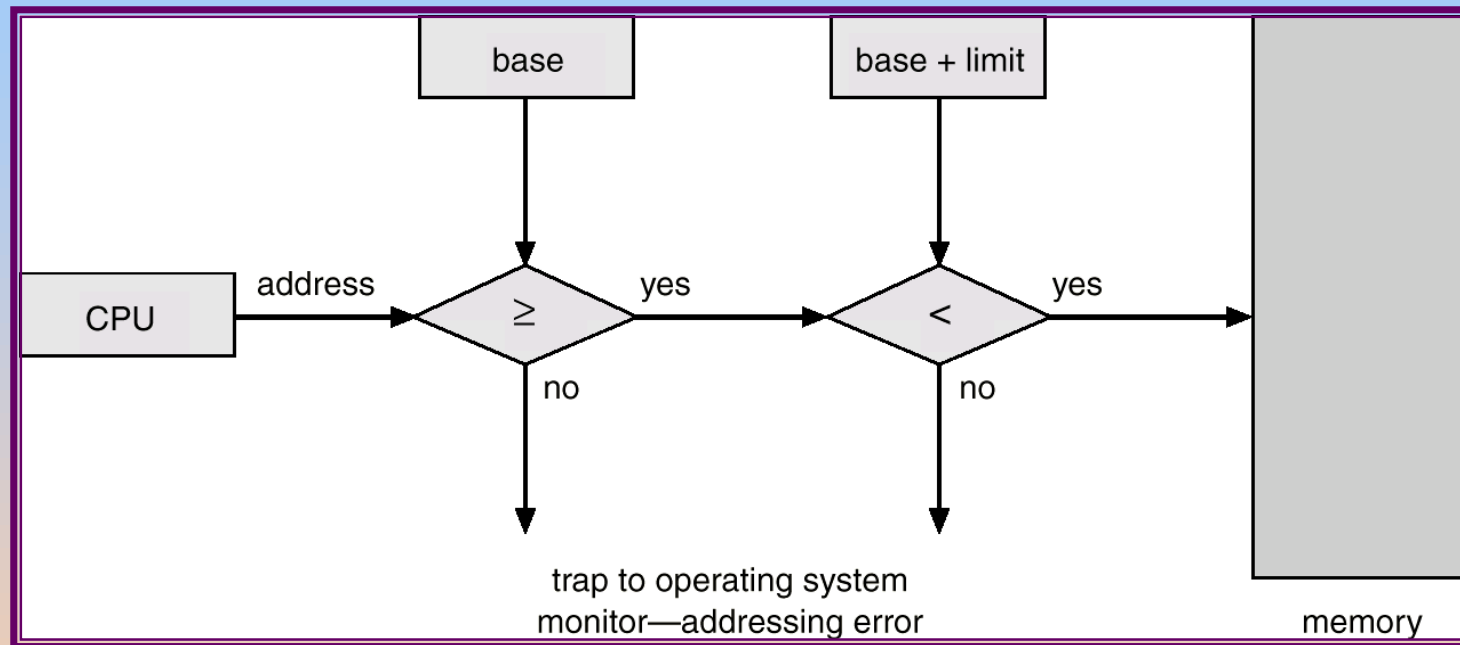 base
base + limit
CPU
address
≥
yes
<
yes
no
no
trap to operating system
monitor—addressing error
memory